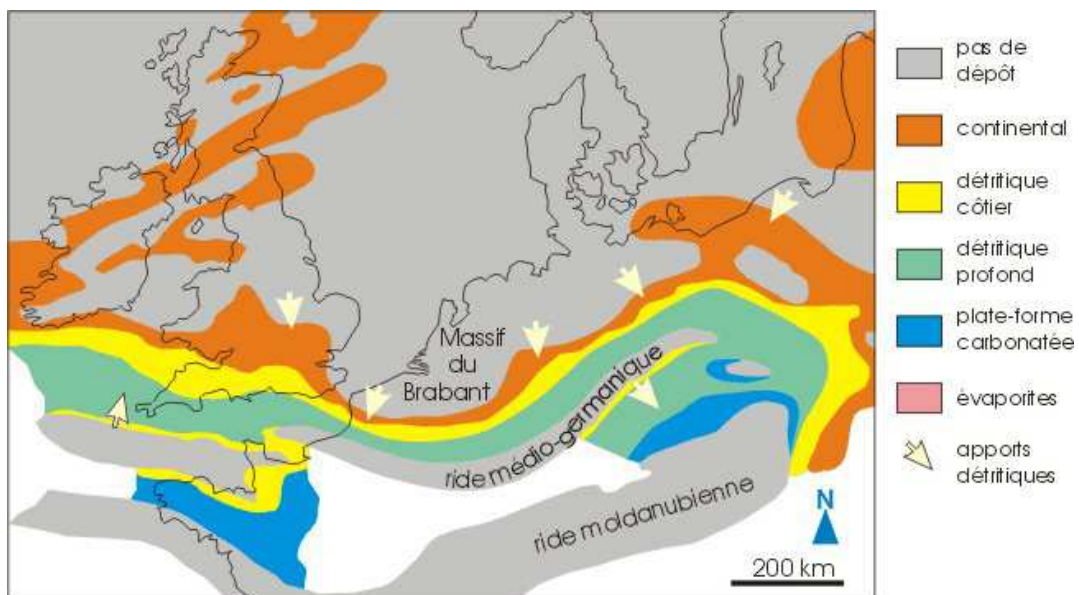 Massif
du
Brabant
ride médio-germanique
ride moldanubienne
N
200 km
pas de
dépôt
continental
détritique
côtier
détritique
profond
plate-forme
carbonatée
évaporites
apports
détritiques